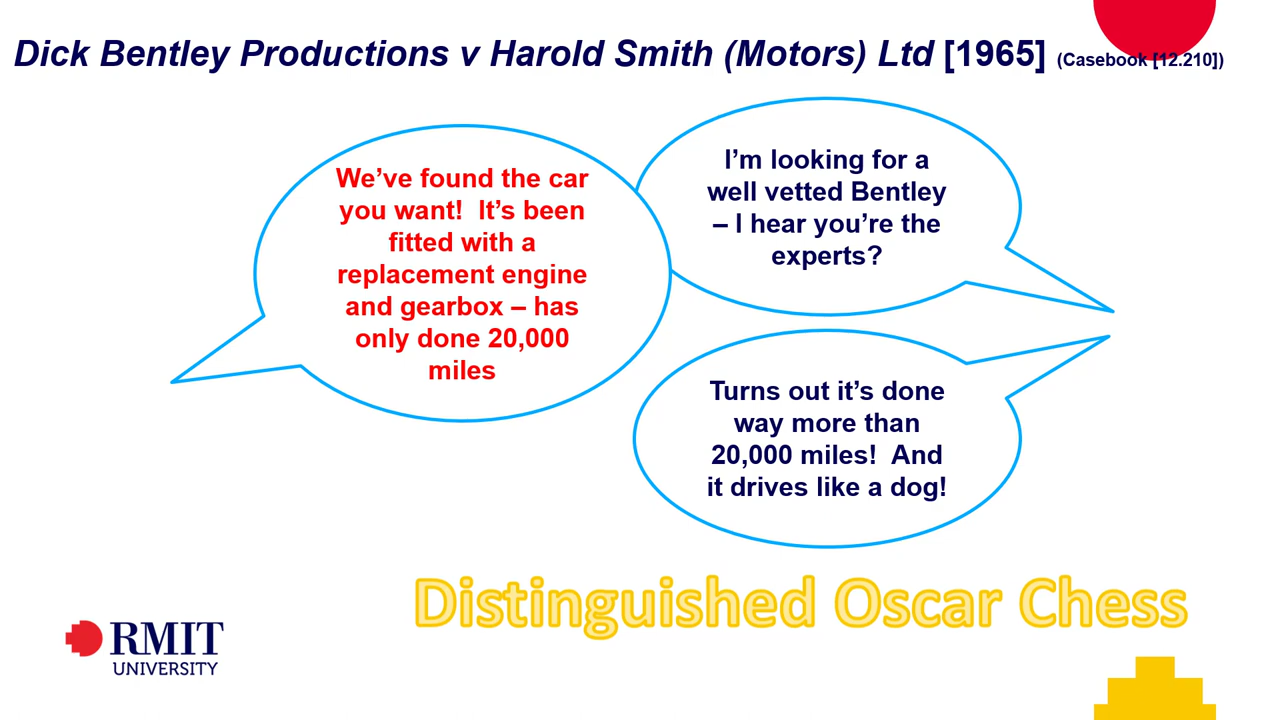 Dick Bentley Productions v Harold Smith (Motors) Ltd [1965] (Casebook [12.210])
We’ve found the car
you want!  It’s been
fitted with a
replacement engine
and gearbox – has
only done 20,000
miles
I’m looking for a
well vetted Bentley
– I hear you’re the
experts?
Turns out it’s done
way more than
20,000 miles!  And
it drives like a dog!
Distinguished Oscar Chess
RMIT
UNIVERSITY